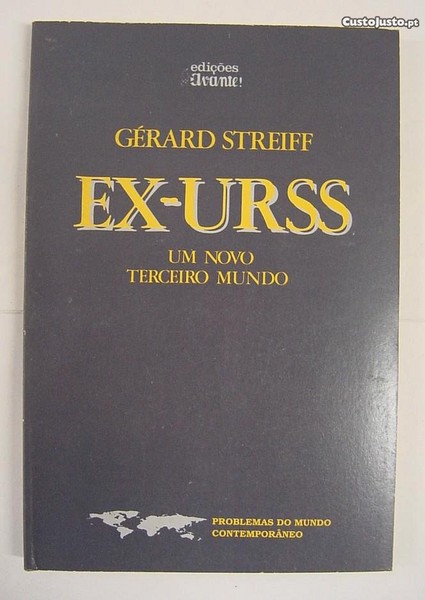 CustoJusto.pt
edições
Avante!
GÉRARD STREIFF
EX-URSS
UM NOVO
TERCEIRO MUNDO
PROBLEMAS DO MUNDO
CONTEMPORÂNEO